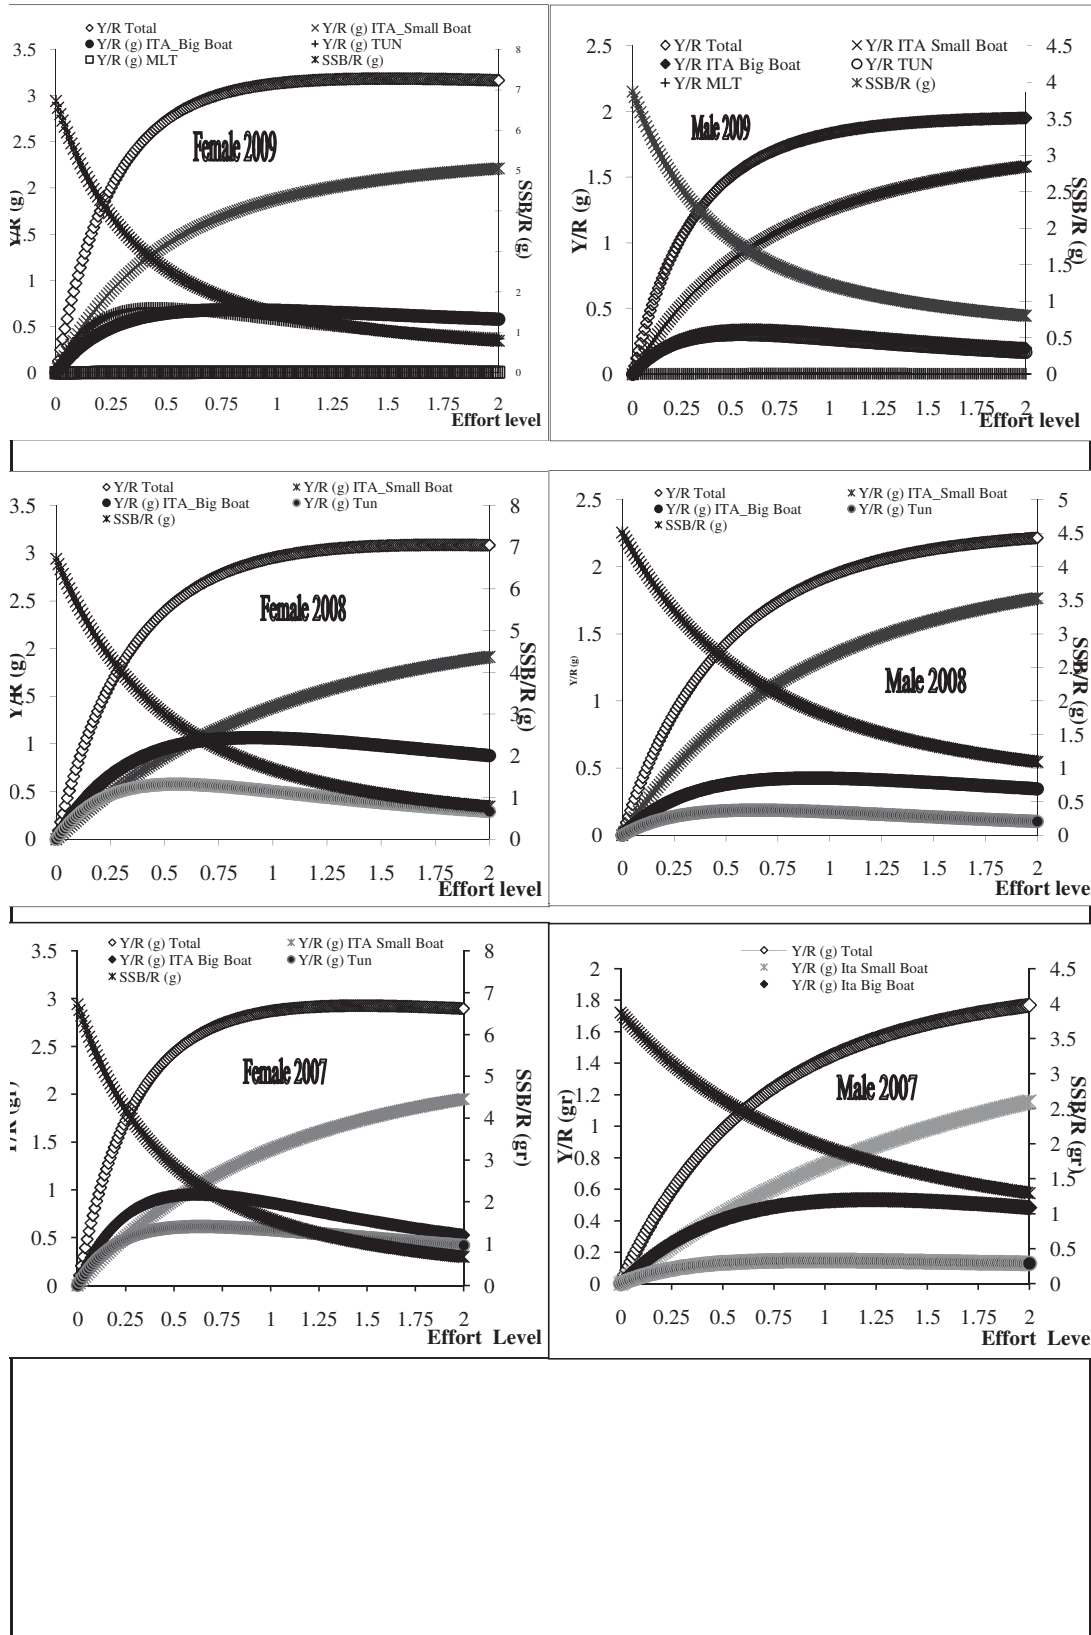 ◇ Y/R Total × Y/R (g) ITA_Small Boat
● Y/R (g) ITA_Big Boat + Y/R (g) TUN
□ Y/R (g) MLT ж SSB/R (g)
Female 2009
Y/R (g)
3.5
3
2.5
2
1.5
1
0.5
0
8
7
6
5
4
3
2
1
0
SSB/R (g)
0 0.25 0.5 0.75 1 1.25 1.5 1.75 2
Effort level
◇ Y/R Total × Y/R ITA Small Boat
◆ Y/R ITA Big Boat o Y/R TUN
+ Y/R MLT ж SSB/R (g)
Male 2009
Y/R (g)
2.5
2
1.5
1
0.5
0
4.5
4
3.5
3
2.5
2
1.5
1
0.5
0
SSB/R (g)
0 0.25 0.5 0.75 1 1.25 1.5 1.75 2
Effort level
◇ Y/R Total ж Y/R (g) ITA_Small Boat
● Y/R (g) ITA_Big Boat ● Y/R (g) Tun
ж SSB/R (g)
Female 2008
Y/R (g)
3.5
3
2.5
2
1.5
1
0.5
0
8
7
6
5
4
3
2
1
0
SSB/R (g)
0 0.25 0.5 0.75 1 1.25 1.5 1.75 2
Effort level
◇ Y/R Total ж Y/R (g) ITA_Small Boat
● Y/R (g) ITA_Big Boat ● Y/R (g) Tun
ж SSB/R (g)
Male 2008
Y/R (g)
2.5
2
1.5
1
0.5
0
5
4.5
4
3.5
3
2.5
2
1.5
1
0.5
0
SSB/R (g)
0 0.25 0.5 0.75 1 1.25 1.5 1.75 2
Effort level
◇ Y/R (g) Total ж Y/R (g) ITA Small Boat
◆ Y/R (g) ITA Big Boat ● Y/R (g) Tun
ж SSB/R (g)
Female 2007
Y/R (gr)
3.5
3
2.5
2
1.5
1
0.5
0
8
7
6
5
4
3
2
1
0
SSB/R (gr)
0 0.25 0.5 0.75 1 1.25 1.5 1.75 2
Effort Level
◇ Y/R (g) Total
ж Y/R (g) Ita Small Boat
◆ Y/R (g) Ita Big Boat
Male 2007
Y/R (gr)
2
1.8
1.6
1.4
1.2
1
0.8
0.6
0.4
0.2
0
4.5
4
3.5
3
2.5
2
1.5
1
0.5
0
SSB/R (gr)
0 0.25 0.5 0.75 1 1.25 1.5 1.75 2
Effort Leve